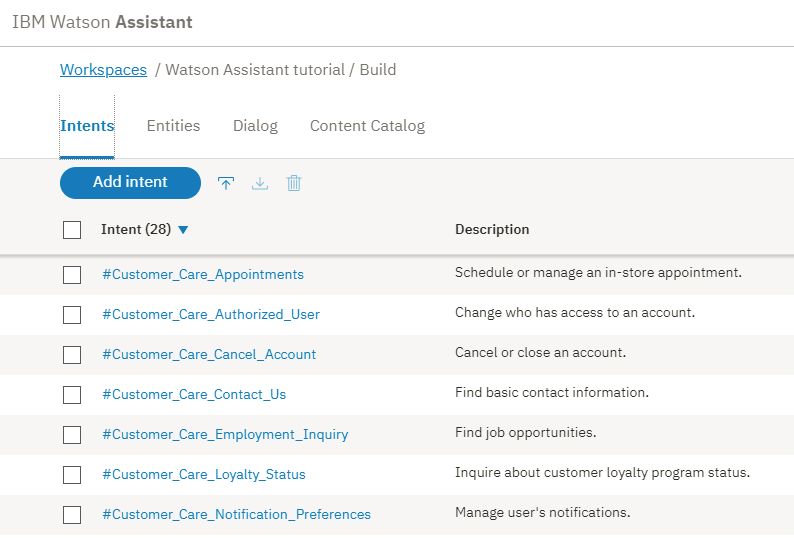 IBM Watson Assistant
Workspaces / Watson Assistant tutorial / Build
Intents Entities Dialog Content Catalog
Add intent
Intent (28) Description
#Customer_Care_Appointments Schedule or manage an in-store appointment.
#Customer_Care_Authorized_User Change who has access to an account.
#Customer_Care_Cancel_Account Cancel or close an account.
#Customer_Care_Contact_Us Find basic contact information.
#Customer_Care_Employment_Inquiry Find job opportunities.
#Customer_Care_Loyalty_Status Inquire about customer loyalty program status.
#Customer_Care_Notification_Preferences Manage user's notifications.